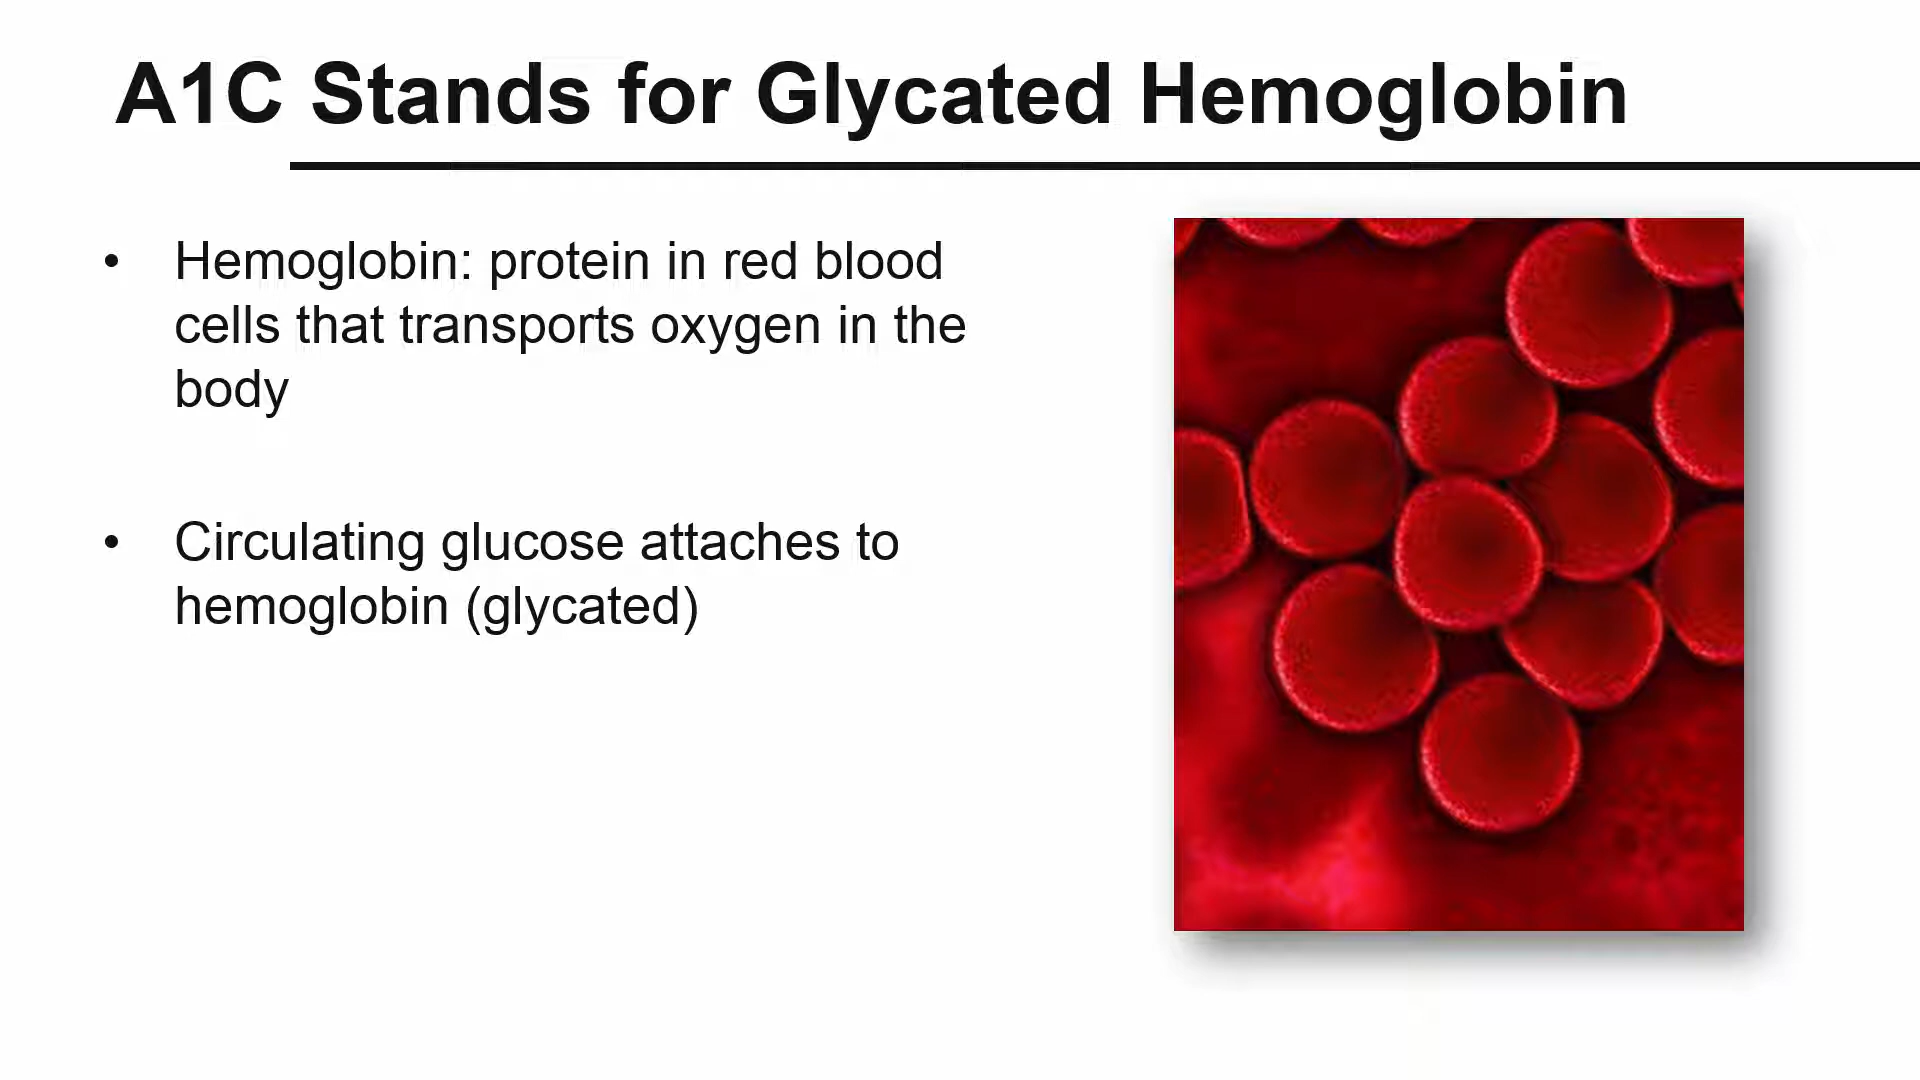 A1C Stands for Glycated Hemoglobin
• Hemoglobin: protein in red blood
cells that transports oxygen in the
body
• Circulating glucose attaches to
hemoglobin (glycated)